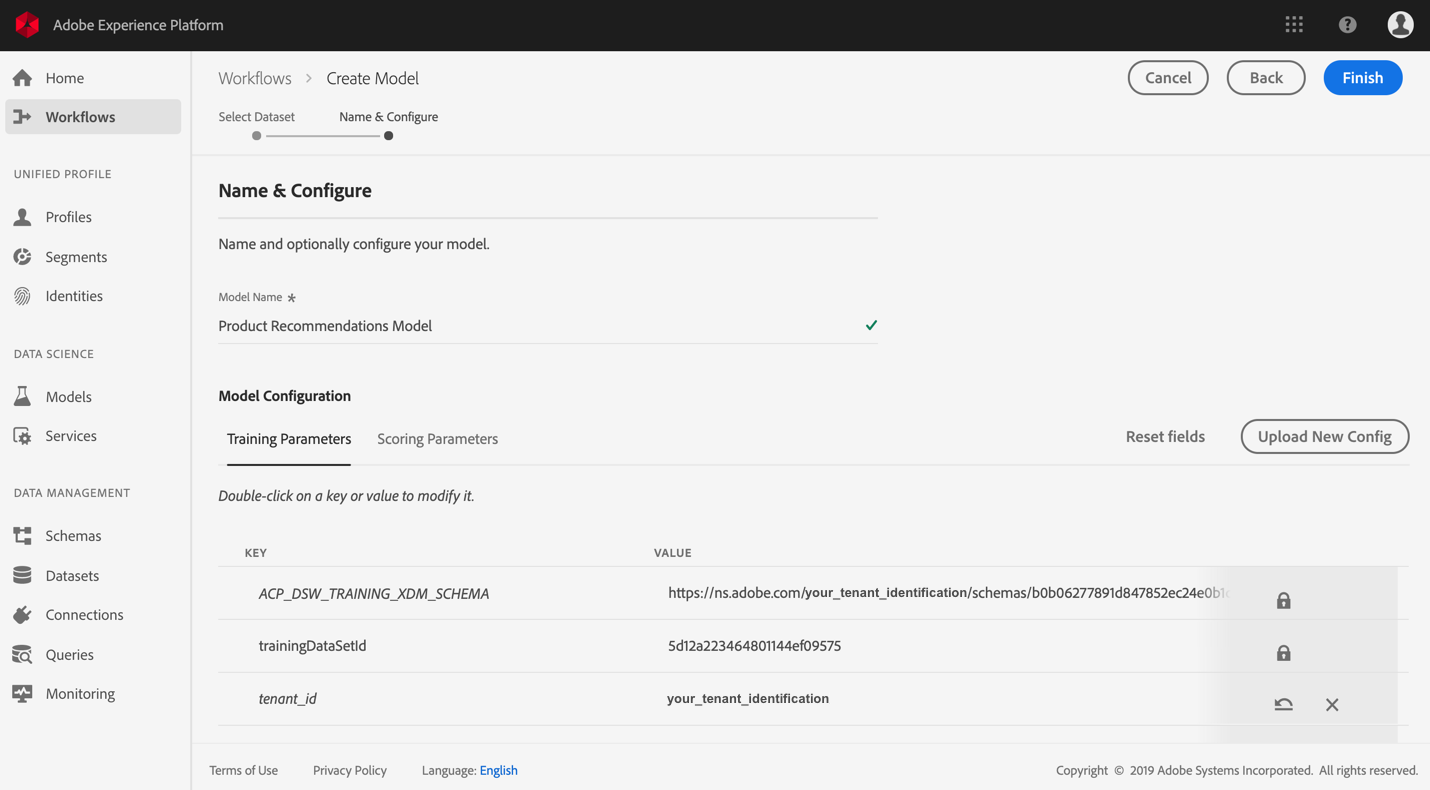 Adobe Experience Platform
Home
Workflows
UNIFIED PROFILE
Profiles
Segments
Identities
DATA SCIENCE
Models
Services
DATA MANAGEMENT
Schemas
Datasets
Connections
Queries
Monitoring
Workflows > Create Model
Cancel Back Finish
Select Dataset Name & Configure
Name & Configure
Name and optionally configure your model.
Model Name *
Product Recommendations Model
Model Configuration
Training Parameters Scoring Parameters Reset fields Upload New Config
Double-click on a key or value to modify it.
KEY VALUE
ACP_DSW_TRAINING_XDM_SCHEMA https://ns.adobe.com/your_tenant_identification/schemas/b0b06277891d847852ec24e0b1
trainingDataSetId 5d12a223464801144ef09575
tenant_id your_tenant_identification
Terms of Use Privacy Policy Language: English Copyright © 2019 Adobe Systems Incorporated. All rights reserved.